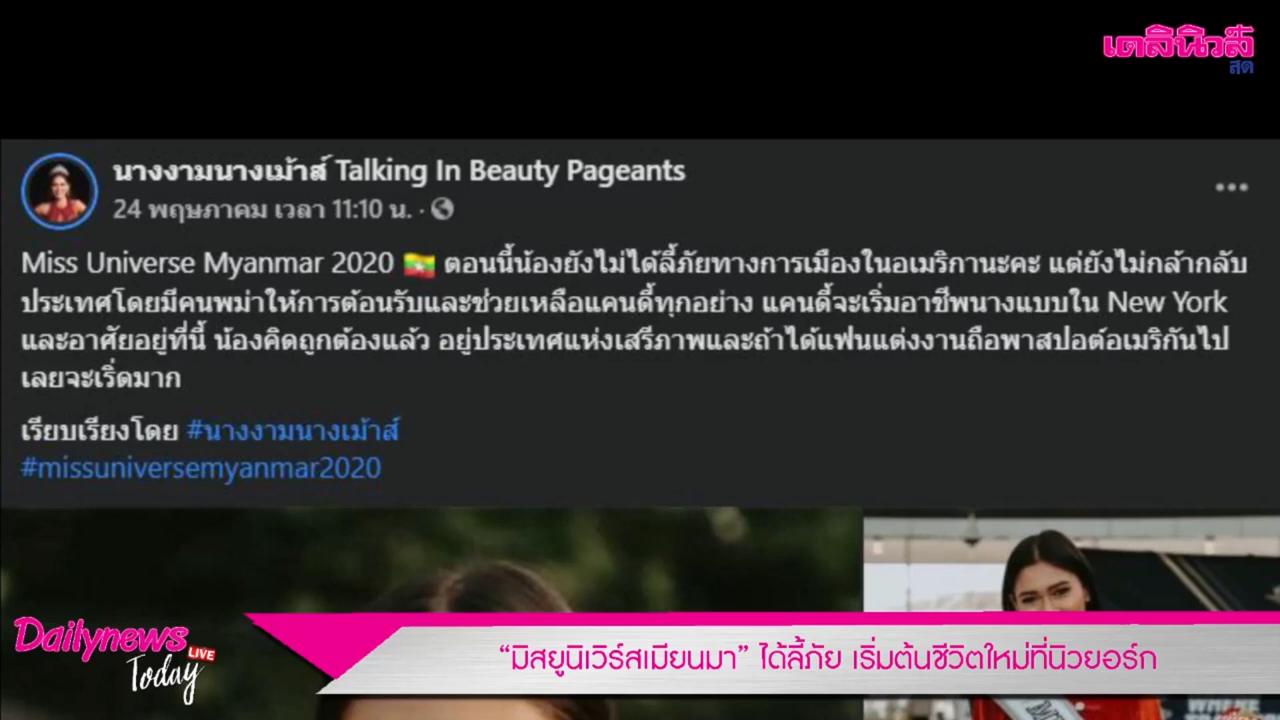 เดลินิวส์
สด
นางงามนางเม้าส์ Talking In Beauty Pageants
24 พฤษภาคม เวลา 11:10 น. ·
Miss Universe Myanmar 2020 🇲🇲 ตอนนี้น้องยังไม่ได้ลี้ภัยทางการเมืองในอเมริกานะคะ แต่ยังไม่กล้ากลับ
ประเทศโดยมีคนพม่าให้การต้อนรับและช่วยเหลือแคนดี้ทุกอย่าง แคนดี้จะเริ่มอาชีพนางแบบใน New York
และอาศัยอยู่ที่นี่ น้องคิดถูกต้องแล้ว อยู่ประเทศแห่งเสรีภาพและถ้าได้แฟนแต่งงานถือพาสปอต์อเมริกันไป
เลยจะเริ่ดมาก
เรียบเรียงโดย #นางงามนางเม้าส์
#missuniversemyanmar2020
Dailynews
LIVE
Today
“มิสยูนิเวิร์สเมียนมา” ได้ลี้ภัย เริ่มต้นชีวิตใหม่ที่นิวยอร์ก